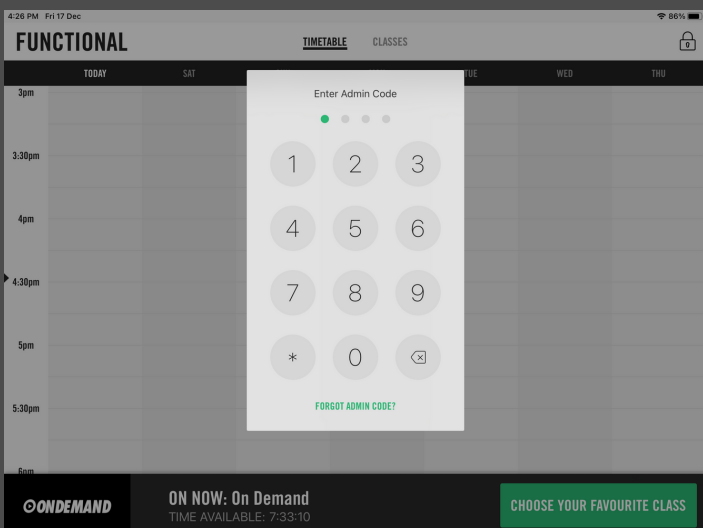 4:26 PM Fri 17 Dec 86%
FUNCTIONAL TIMETABLE CLASSES
TODAY SAT TUE WED THU
Enter Admin Code
3pm
3:30pm
4pm
4:30pm
5pm
5:30pm
6pm
1 2 3
4 5 6
7 8 9
* 0
FORGOT ADMIN CODE?
ONDEMAND
ON NOW: On Demand
TIME AVAILABLE: 7:33:10
CHOOSE YOUR FAVOURITE CLASS